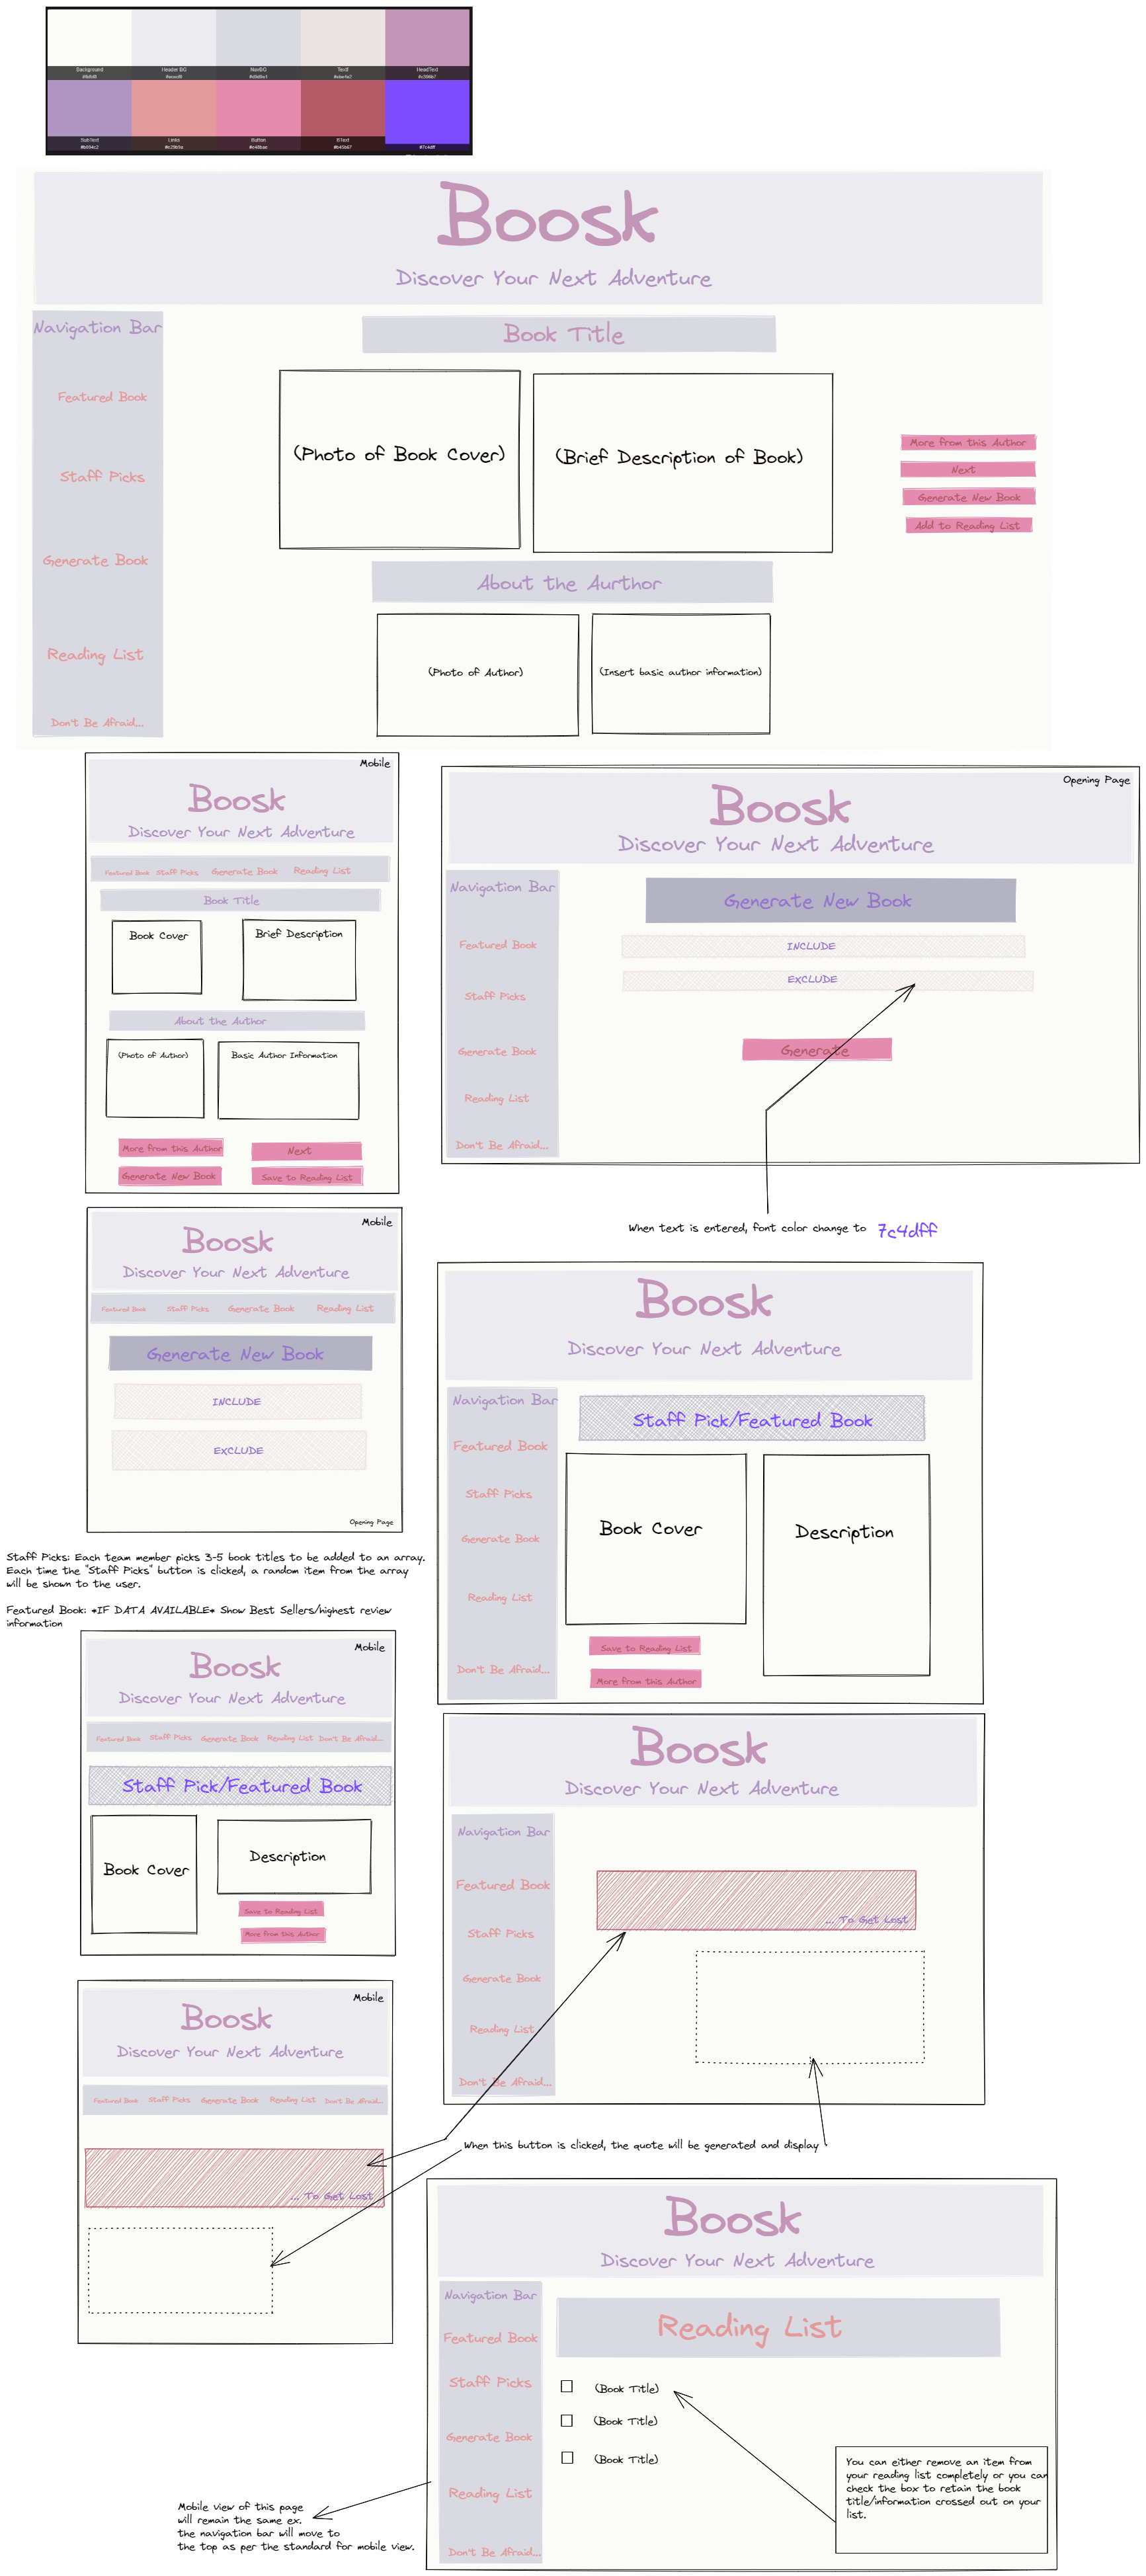 Background
Header BG
NavBG
Text
HeadText
SubText
Links
Button
BText
#7c4dff
Boosk
Discover Your Next Adventure
Navigation Bar
Featured Book
Staff Picks
Generate Book
Reading List
Don't Be Afraid...
Book Title
(Photo of Book Cover)
(Brief Description of Book)
More from this Author
Next
Generate New Book
Add to Reading List
About the Aurthor
(Photo of Author)
(Insert basic author information)
Mobile
Boosk
Discover Your Next Adventure
Featured Book Staff Picks Generate Book Reading List
Book Title
Book Cover
Brief Description
About the Author
(Photo of Author)
Basic Author Information
More from this Author
Next
Generate New Book
Save to Reading List
Opening Page
Boosk
Discover Your Next Adventure
Navigation Bar
Featured Book
Staff Picks
Generate Book
Reading List
Don't Be Afraid...
Generate New Book
INCLUDE
EXCLUDE
Generate
When text is entered, font color change to 7c4dff
Mobile
Boosk
Discover Your Next Adventure
Featured Book Staff Picks Generate Book Reading List
Generate New Book
INCLUDE
EXCLUDE
Opening Page
Boosk
Discover Your Next Adventure
Navigation Bar
Featured Book
Staff Picks
Generate Book
Reading List
Don't Be Afraid...
Staff Pick/Featured Book
Book Cover
Description
Save to Reading List
More from this Author
Staff Picks: Each team member picks 3-5 book titles to be added to an array.
Each time the "Staff Picks" button is clicked, a random item from the array
will be shown to the user.
Featured Book: *IF DATA AVAILABLE* Show Best Sellers/highest review
information
Mobile
Boosk
Discover Your Next Adventure
Featured Book Staff Picks Generate Book Reading List Don't Be Afraid...
Staff Pick/Featured Book
Book Cover
Description
Save to Reading List
More from this Author
Boosk
Discover Your Next Adventure
Navigation Bar
Featured Book
Staff Picks
Generate Book
Reading List
Don't Be Afraid...
... To Get Lost
Mobile
Boosk
Discover Your Next Adventure
Featured Book Staff Picks Generate Book Reading List Don't Be Afraid...
... To Get Lost
When this button is clicked, the quote will be generated and display
Boosk
Discover Your Next Adventure
Navigation Bar
Featured Book
Staff Picks
Generate Book
Reading List
Don't Be Afraid...
Reading List
(Book Title)
(Book Title)
(Book Title)
You can either remove an item from
your reading list completely or you can
check the box to retain the book
title/information crossed out on your
list.
Mobile view of this page
will remain the same ex.
the navigation bar will move to
the top as per the standard for mobile view.